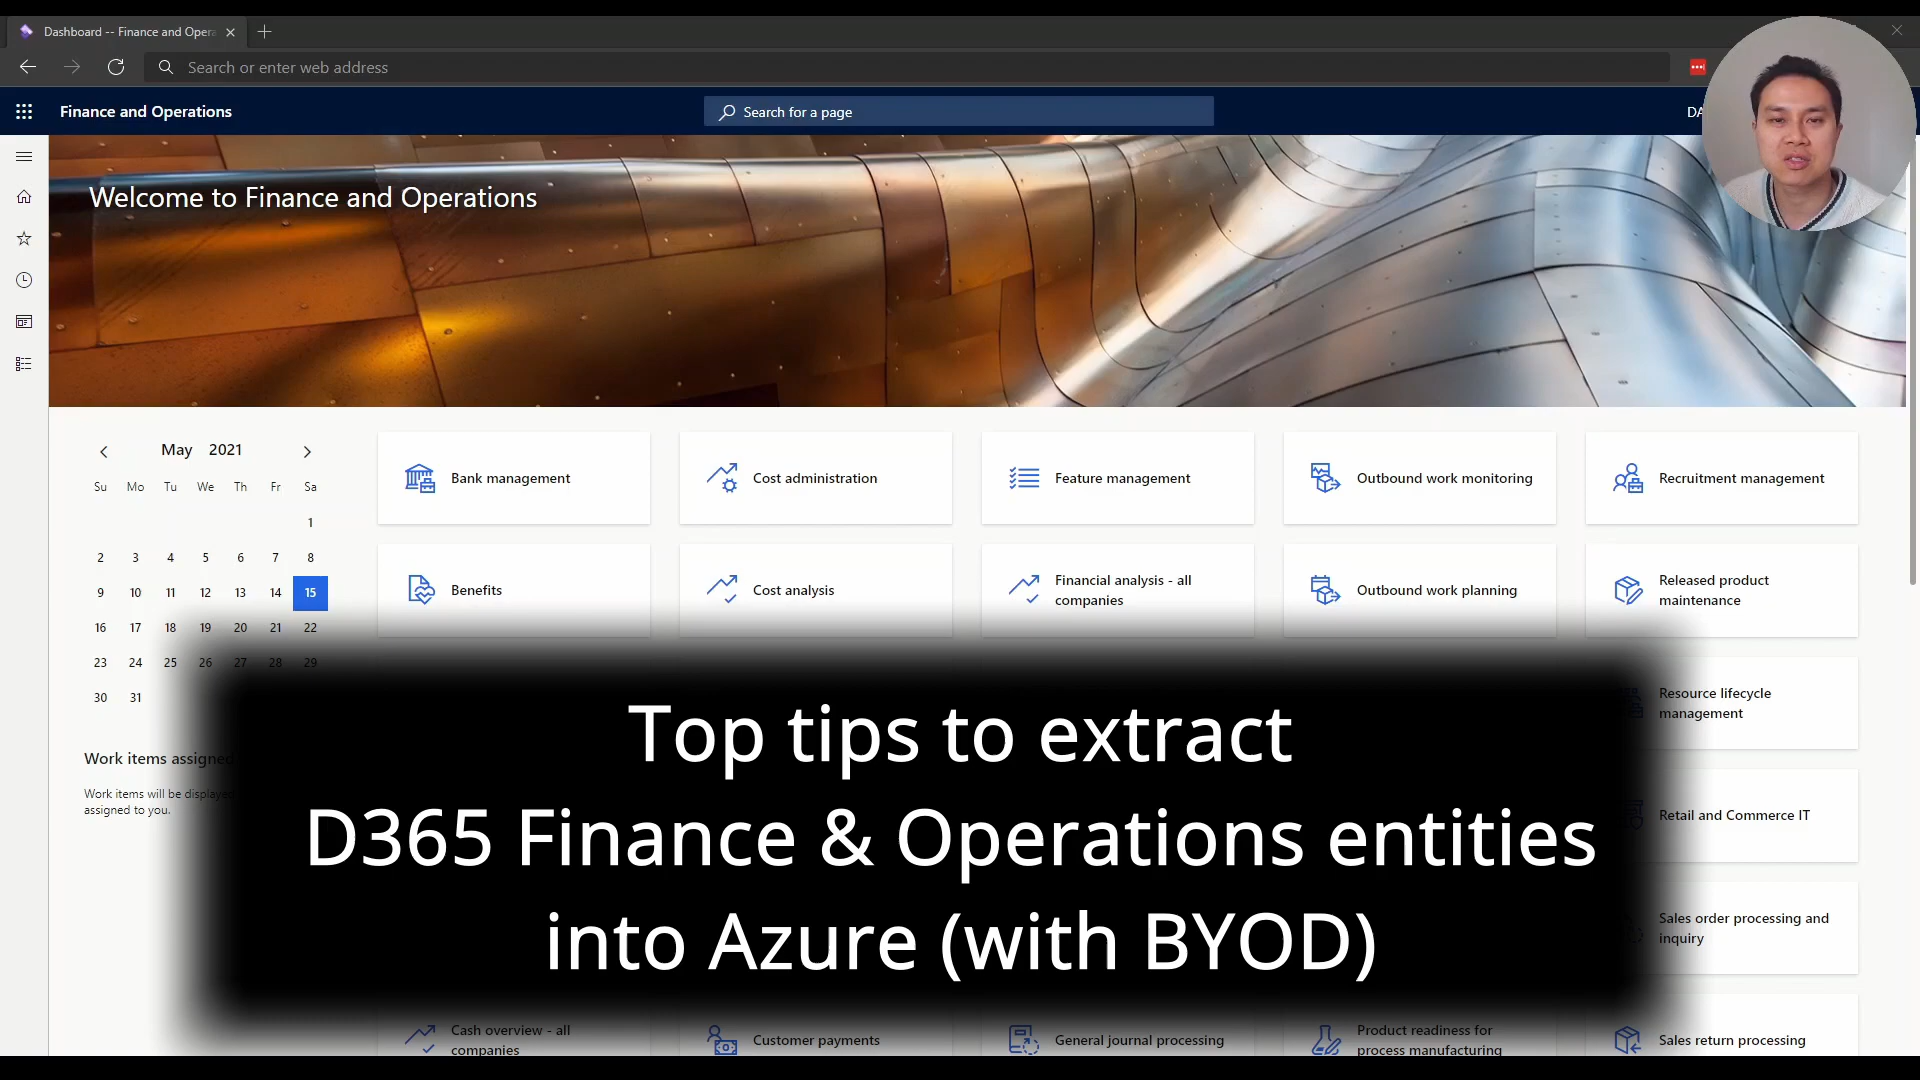 Dashboard -- Finance and Opera
Search or enter web address
Finance and Operations
Search for a page
DA
Welcome to Finance and Operations
May 2021
Su Mo Tu We Th Fr Sa
1
2 3 4 5 6 7 8
9 10 11 12 13 14 15
16 17 18 19 20 21 22
23 24 25 26 27 28 29
30 31
Work items assigned
Work items will be displayed
assigned to you.
Bank management
Cost administration
Feature management
Outbound work monitoring
Recruitment management
Benefits
Cost analysis
Financial analysis - all
companies
Outbound work planning
Released product
maintenance
Resource lifecycle
management
Retail and Commerce IT
Sales order processing and
inquiry
Top tips to extract
D365 Finance & Operations entities
into Azure (with BYOD)
Cash overview - all
companies
Customer payments
General journal processing
Product readiness for
process manufacturing
Sales return processing